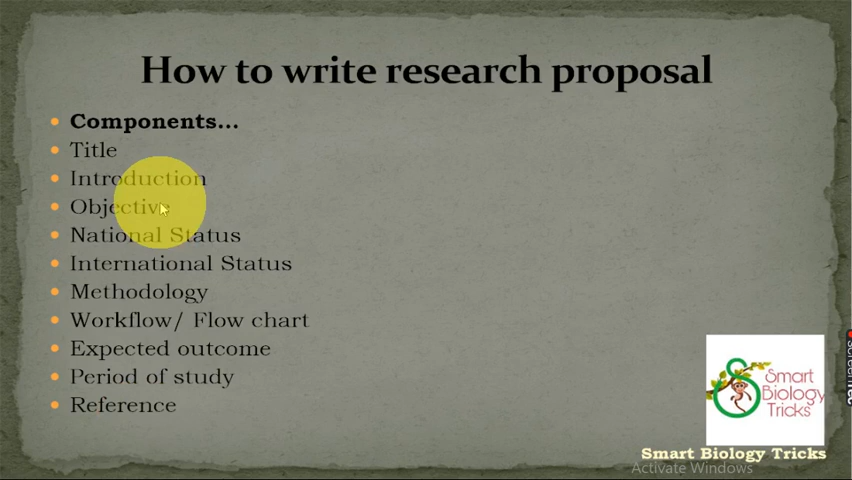 How to write research proposal
Components...
Title
Introduction
Objective
National Status
International Status
Methodology
Workflow/ Flow chart
Expected outcome
Period of study
Reference
Smart
Biology
Tricks
Smart Biology Tricks
Activate Windows